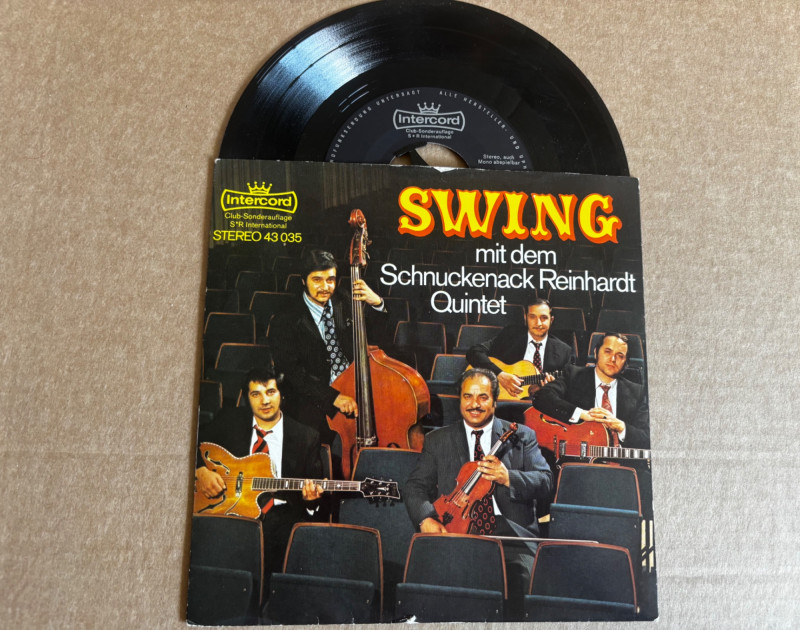 Intercord
Club-Sonderauflage
S*R International
Stereo, auch
Mono abspielbar
Intercord
Club-Sonderauflage
S*R International
STEREO 43 035
SWING
mit dem
Schnuckenack Reinhardt
Quintet